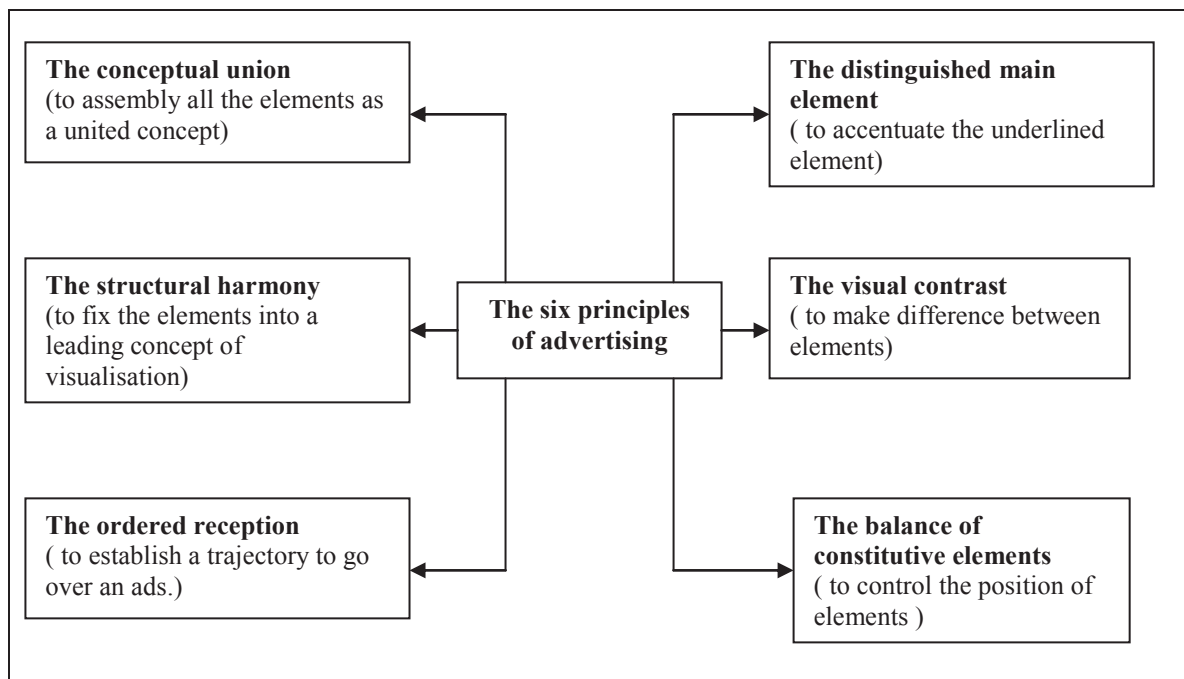 The conceptual union
(to assembly all the elements as
a united concept)
The distinguished main
element
( to accentuate the underlined
element)
The structural harmony
(to fix the elements into a
leading concept of
visualisation)
The six principles
of advertising
The visual contrast
( to make difference between
elements)
The ordered reception
( to establish a trajectory to go
over an ads.)
The balance of
constitutive elements
( to control the position of
elements )